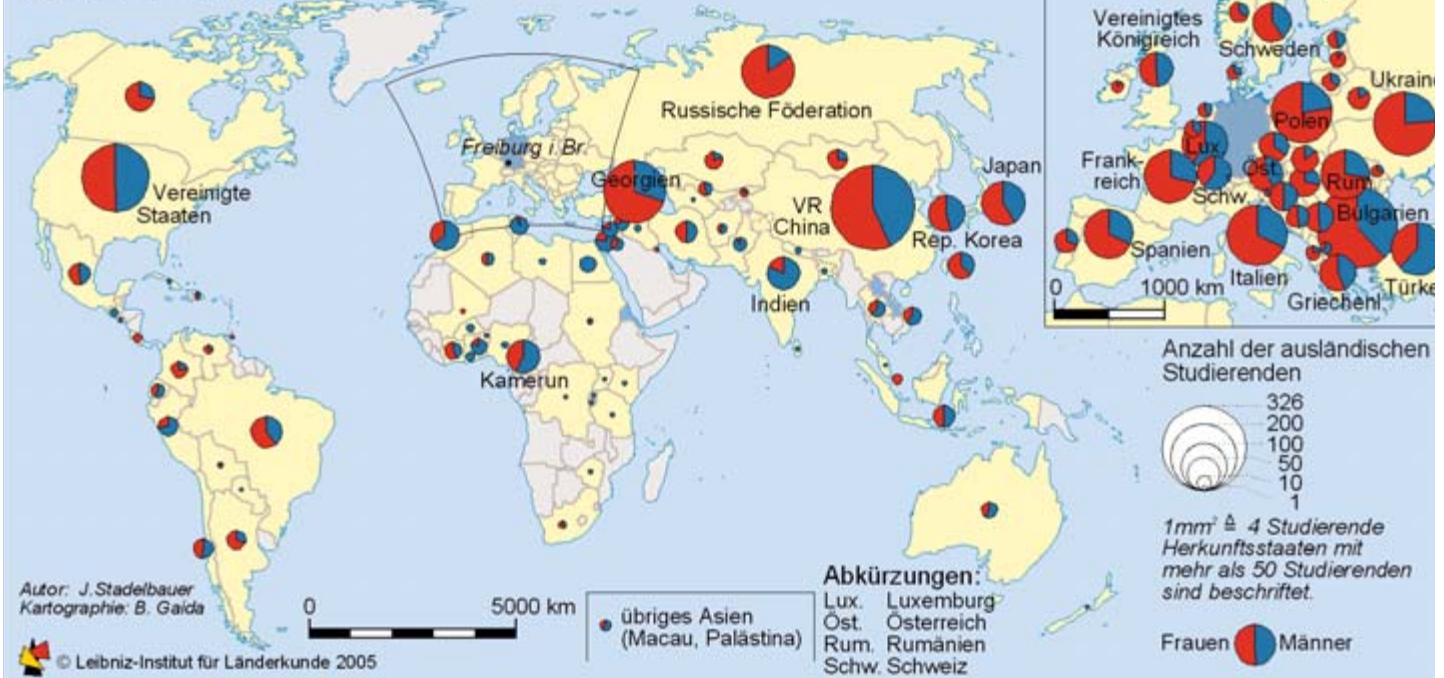 Vereinigte
Staaten
Freiburg i. Br.
Russische Föderation
Georgien
VR
China
Japan
Rep. Korea
Indien
Kamerun
Vereinigtes
Königreich
Schweden
Ukraine
Polen
Lux.
Frank-
reich
Öst.
Schw.
Rum.
Bulgarien
Spanien
Italien
Griechenl.
Türke
0 1000 km
Anzahl der ausländischen
Studierenden
326
200
100
50
10
1
1mm² ≙ 4 Studierende
Herkunftsstaaten mit
mehr als 50 Studierenden
sind beschriftet.
Frauen Männer
Abkürzungen:
Lux. Luxemburg
Öst. Österreich
Rum. Rumänien
Schw. Schweiz
übriges Asien
(Macau, Palästina)
0 5000 km
Autor: J.Stadelbauer
Kartographie: B. Gaida
© Leibniz-Institut für Länderkunde 2005